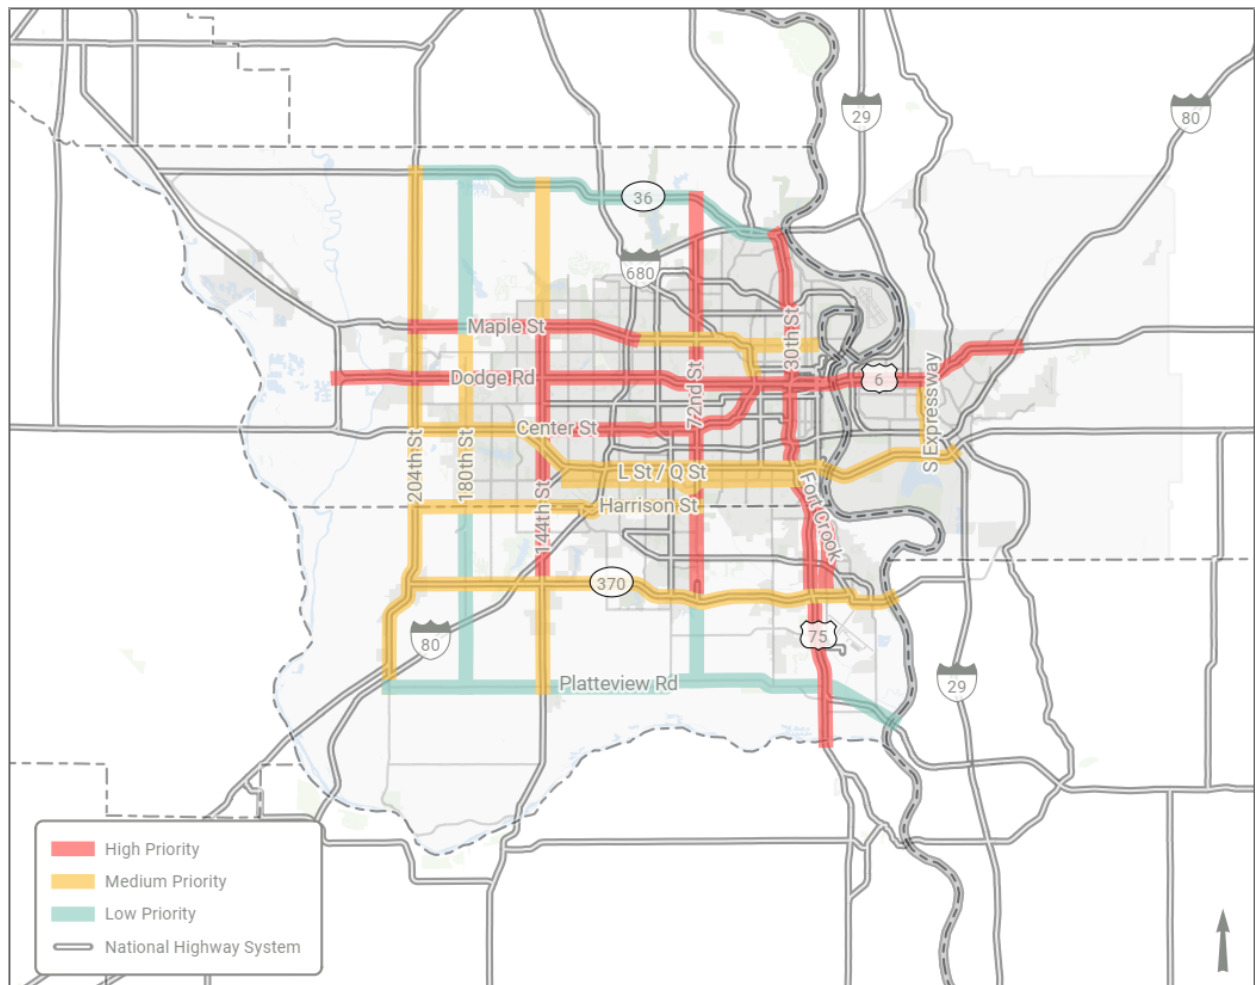 29
80
36
680
Maple St
30th St
Dodge Rd
72nd St
6
S Expressway
Center St
204th St
180th St
144th St
L St / Q St
Harrison St
Fort Crook
370
80
75
29
Platteview Rd
High Priority
Medium Priority
Low Priority
National Highway System